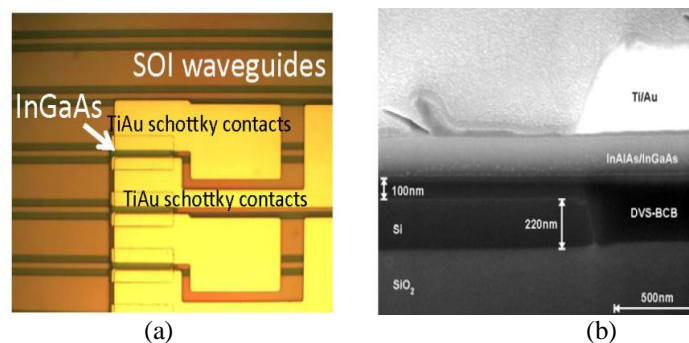 SOI waveguides
InGaAs
TiAu schottky contacts
TiAu schottky contacts
(a)
Ti/Au
InAlAs/InGaAs
100nm
DVS-BCB
220nm
Si
SiO₂
500nm
(b)